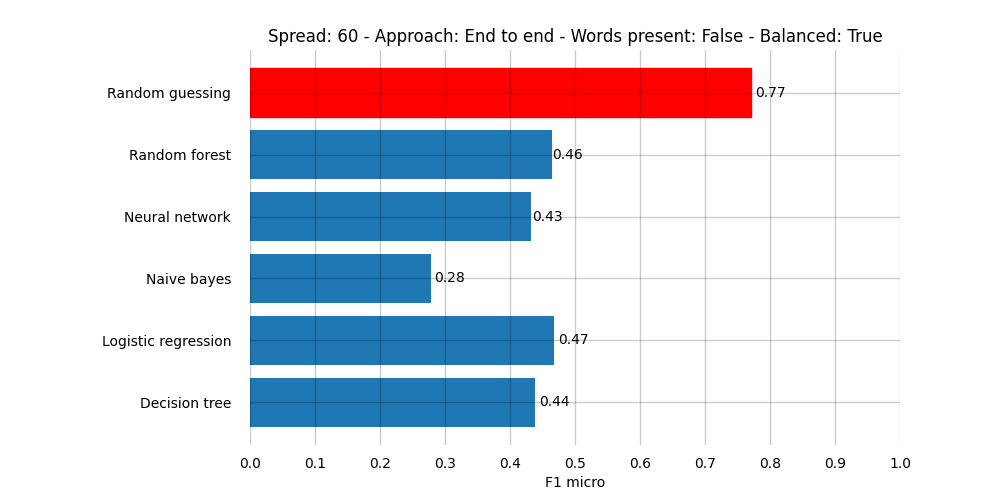 Spread: 60 - Approach: End to end - Words present: False - Balanced: True
Random guessing 0.77
Random forest 0.46
Neural network 0.43
Naive bayes 0.28
Logistic regression 0.47
Decision tree 0.44
0.0 0.1 0.2 0.3 0.4 0.5 0.6 0.7 0.8 0.9 1.0
F1 micro